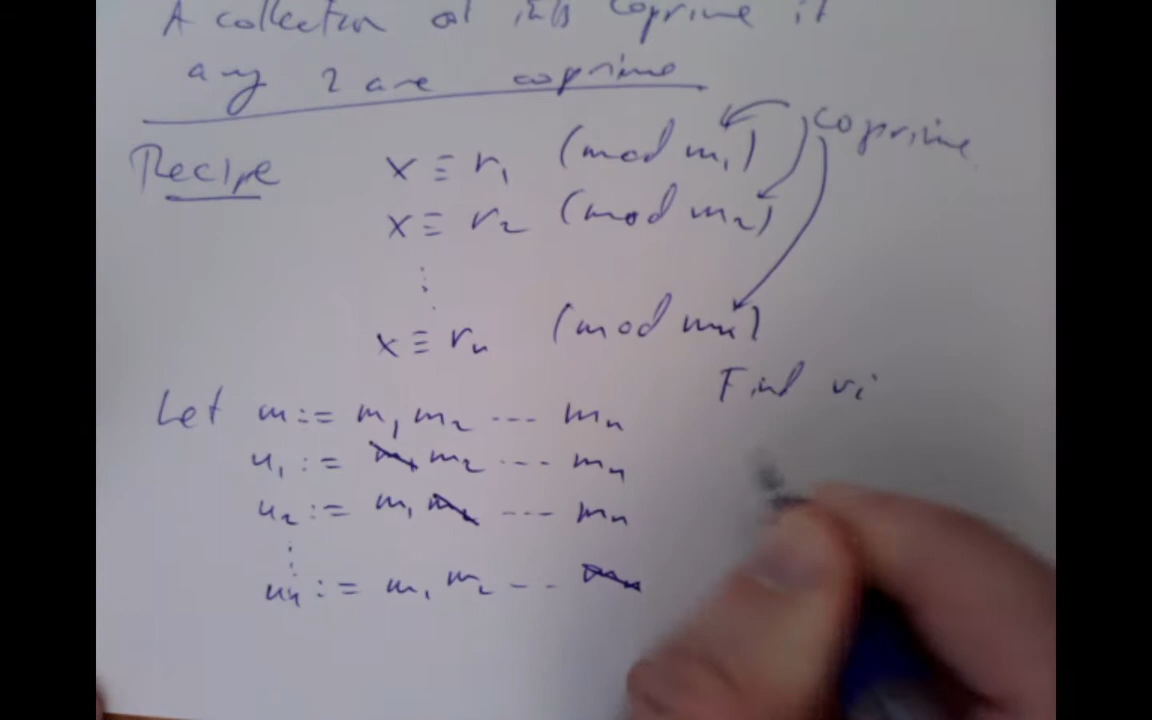 A collection of ints coprime if
any 2 are coprime
Recipe x ≡ r₁ (mod m₁) coprime
x ≡ r₂ (mod m₂)
⋮
x ≡ rₙ (mod mₙ)
Find vi
Let m := m₁ m₂ ... mₙ
u₁ := m₁ m₂ ... mₙ
u₂ := m₁ m₂ ... mₙ
⋮
uₙ := m₁ m₂ ... mₙ